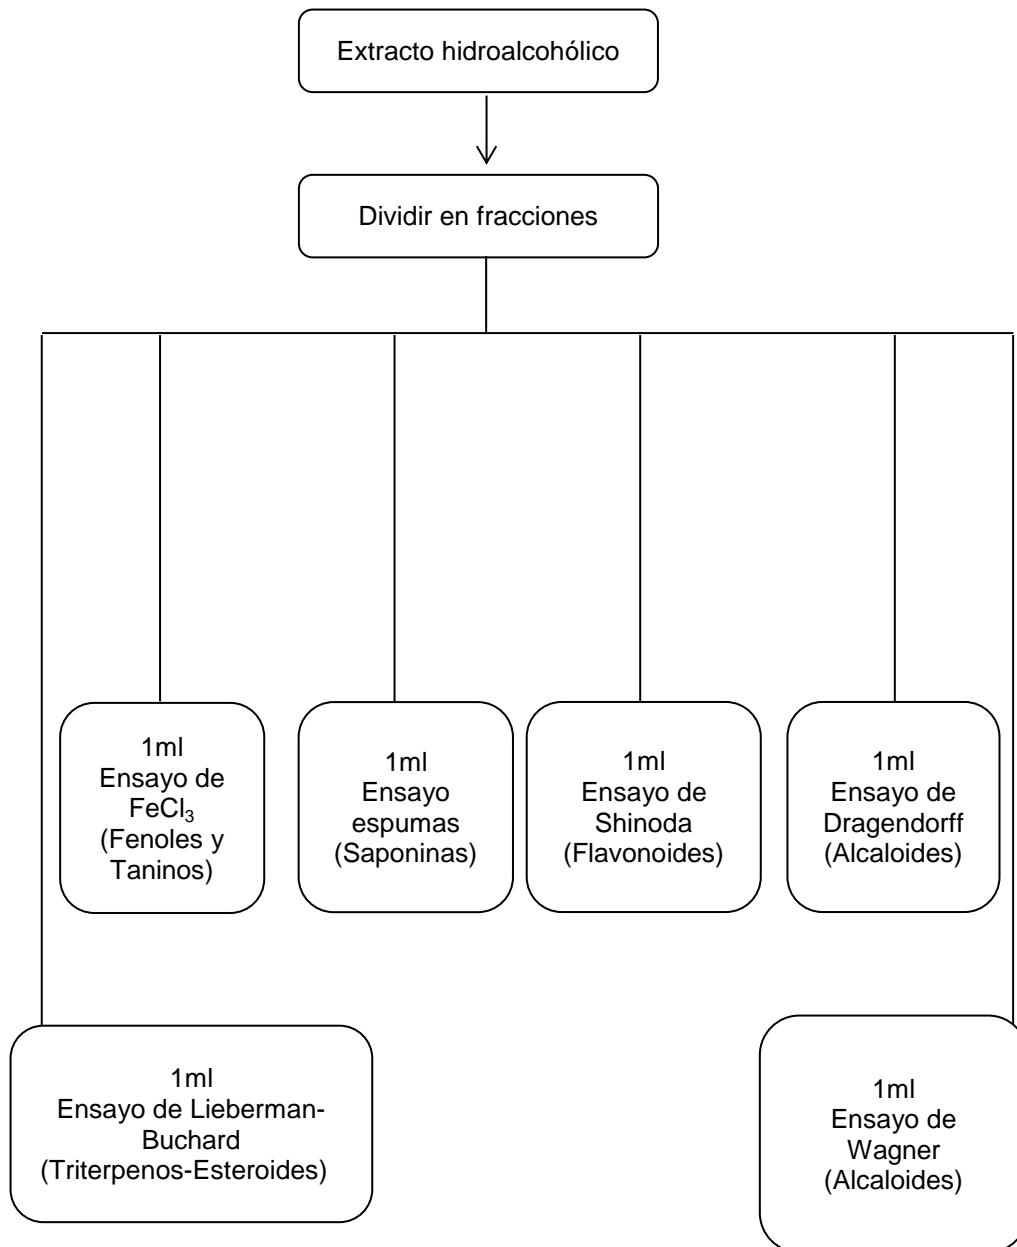 Extracto hidroalcohólico
Dividir en fracciones
1ml
Ensayo de
FeCl₃
(Fenoles y
Taninos)
1ml
Ensayo
espumas
(Saponinas)
1ml
Ensayo de
Shinoda
(Flavonoides)
1ml
Ensayo de
Dragendorff
(Alcaloides)
1ml
Ensayo de Lieberman-
Buchard
(Triterpenos-Esteroides)
1ml
Ensayo de
Wagner
(Alcaloides)